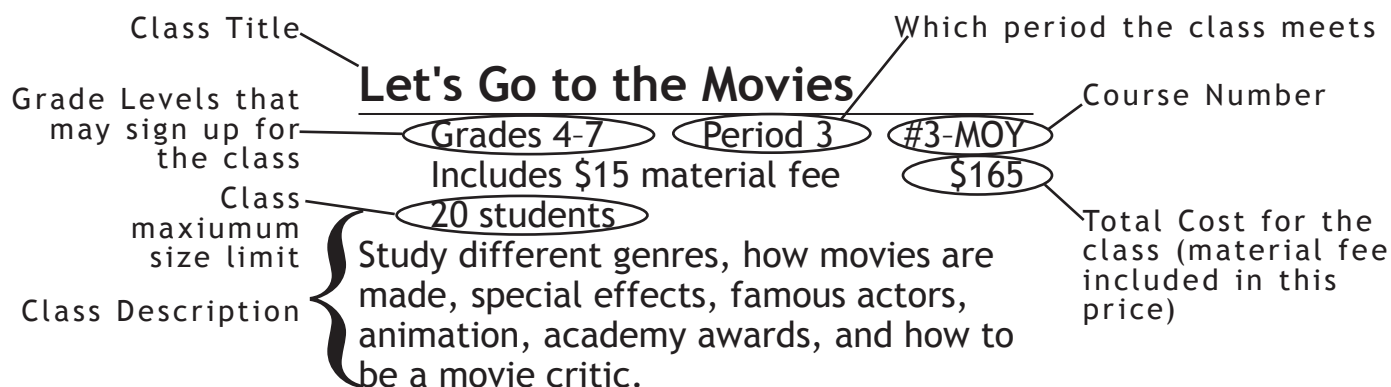 Class Title
Which period the class meets
Let's Go to the Movies
Grade Levels that
may sign up for
the class
Course Number
Grades 4-7 Period 3 #3-MOY
Includes $15 material fee $165
Class
maxiumum
size limit
20 students
Total Cost for the
class (material fee
included in this
price)
Class Description
Study different genres, how movies are
made, special effects, famous actors,
animation, academy awards, and how to
be a movie critic.